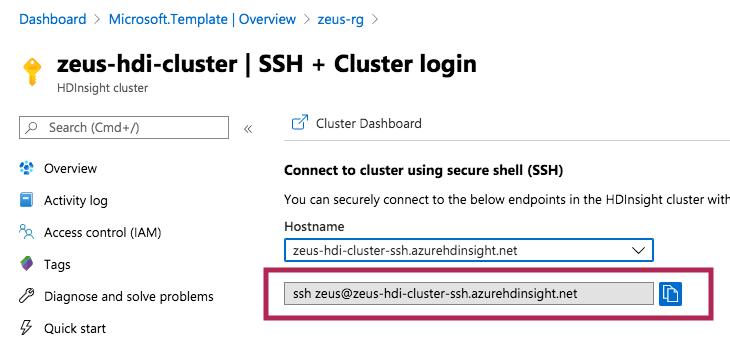 Dashboard > Microsoft.Template | Overview > zeus-rg >
zeus-hdi-cluster | SSH + Cluster login
HDInsight cluster
Search (Cmd+/)
«
Cluster Dashboard
Overview
Activity log
Access control (IAM)
Tags
Diagnose and solve problems
Quick start
Connect to cluster using secure shell (SSH)
You can securely connect to the below endpoints in the HDInsight cluster with
Hostname
zeus-hdi-cluster-ssh.azurehdinsight.net
ssh zeus@zeus-hdi-cluster-ssh.azurehdinsight.net